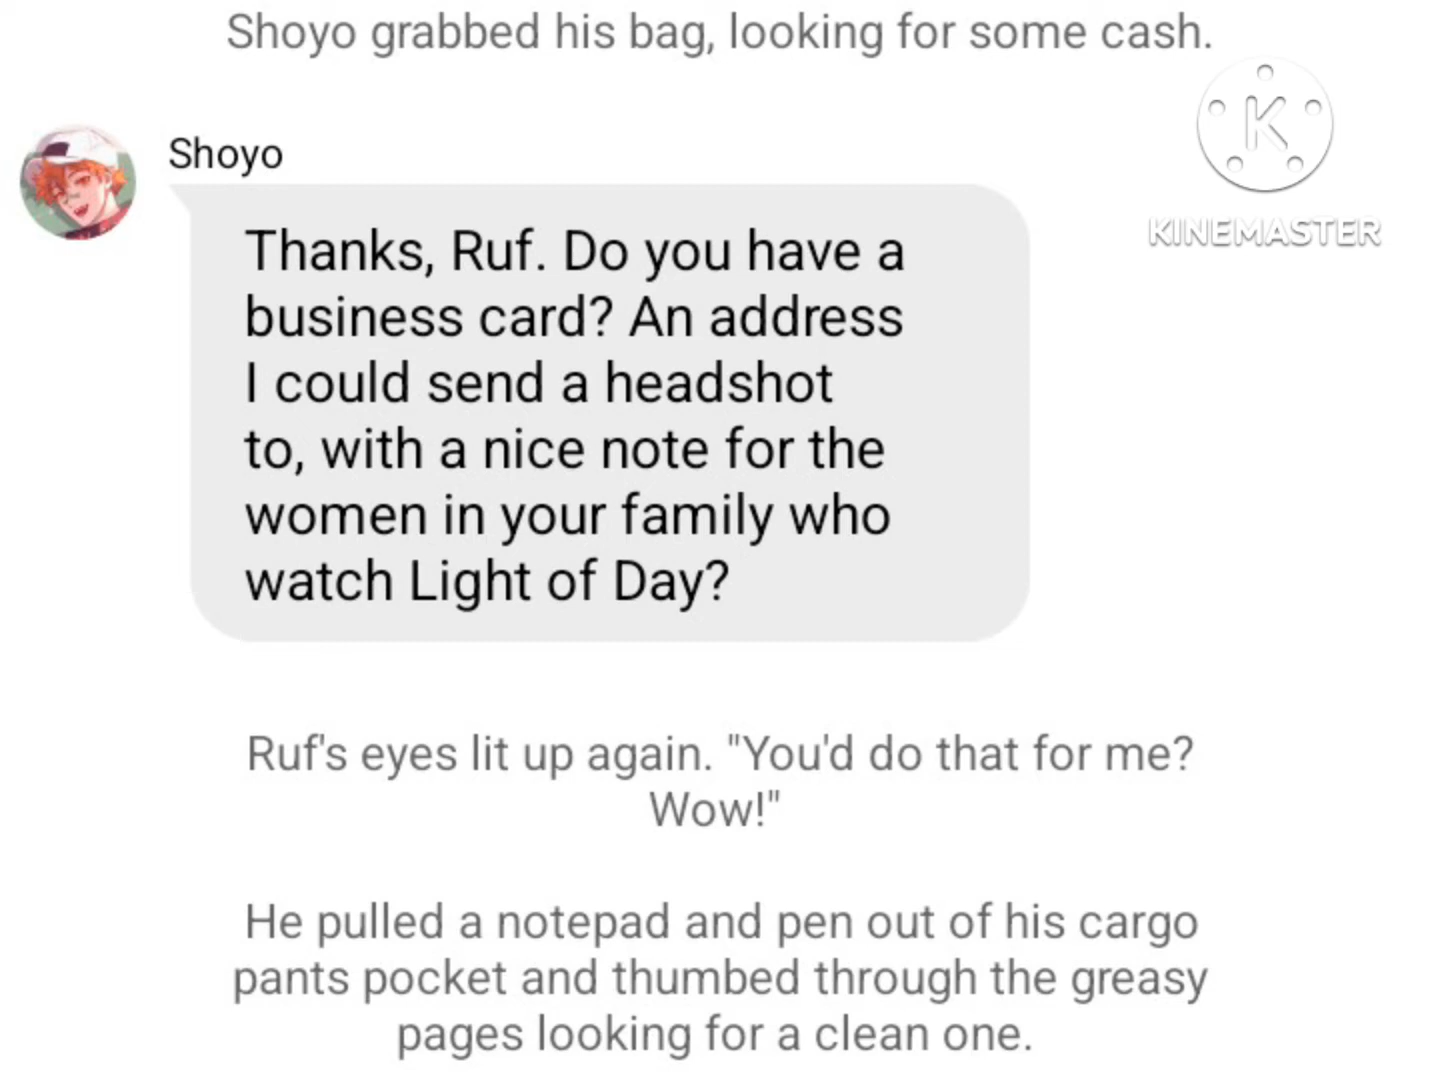 Shoyo grabbed his bag, looking for some cash.
K
KINEMASTER
Shoyo
Thanks, Ruf. Do you have a
business card? An address
I could send a headshot
to, with a nice note for the
women in your family who
watch Light of Day?
Ruf's eyes lit up again. "You'd do that for me?
Wow!"
He pulled a notepad and pen out of his cargo
pants pocket and thumbed through the greasy
pages looking for a clean one.